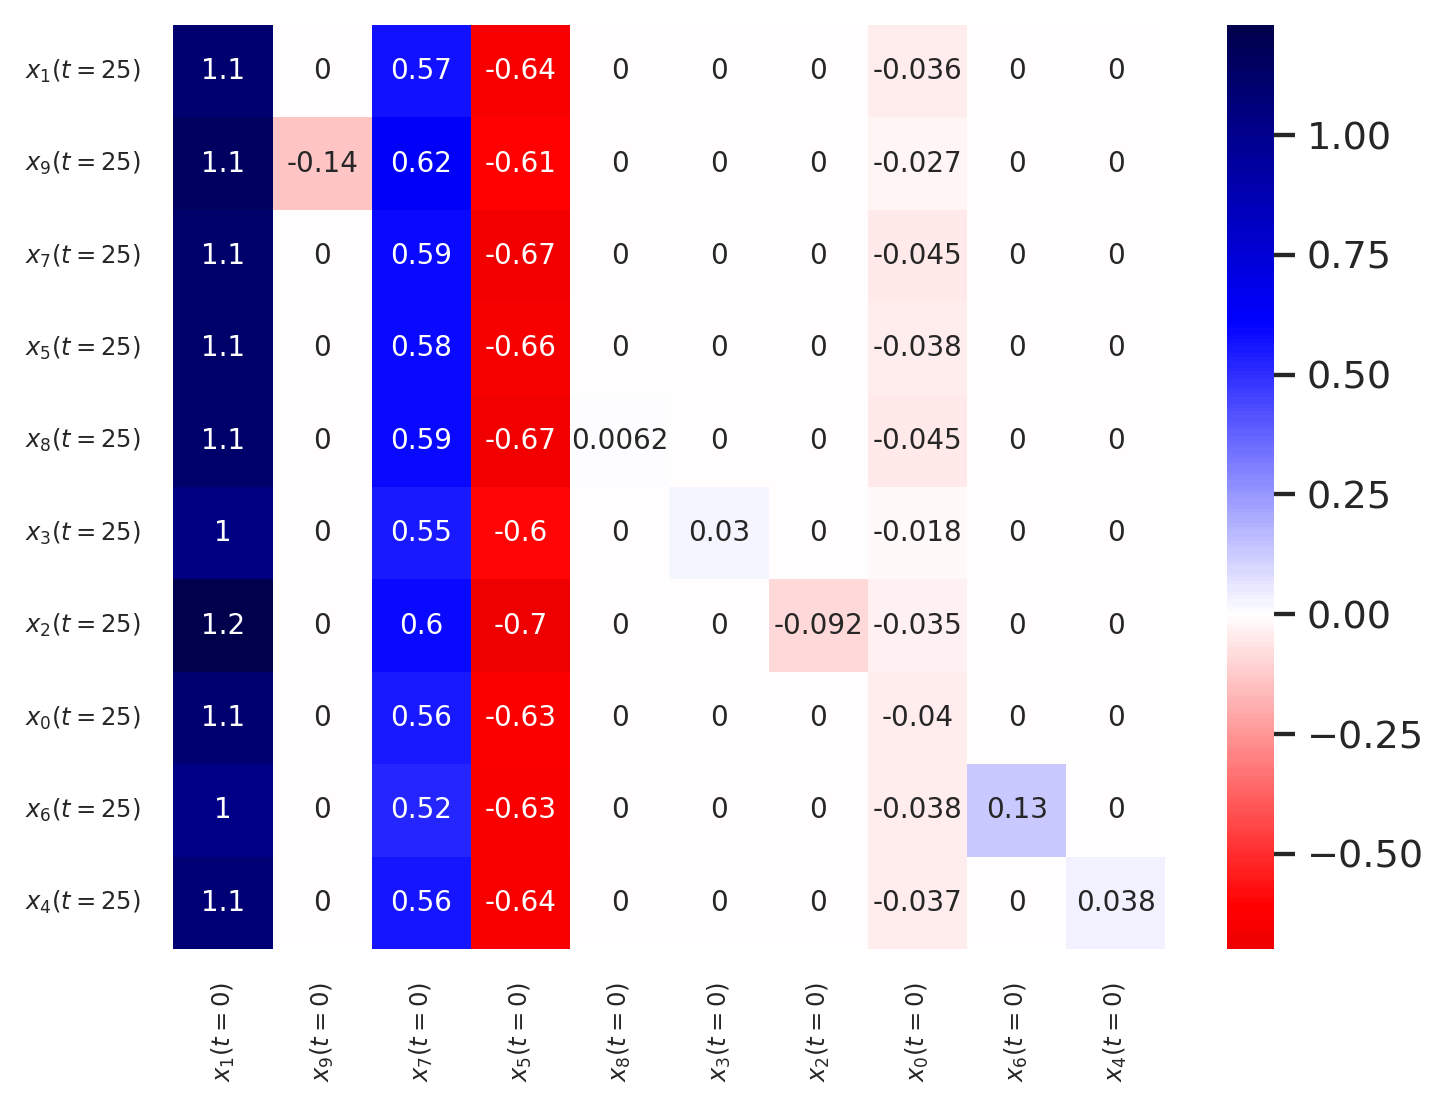 x₁(t = 25) 1.1 0 0.57 -0.64 0 0 0 -0.036 0 0
x₉(t = 25) 1.1 -0.14 0.62 -0.61 0 0 0 -0.027 0 0
x₇(t = 25) 1.1 0 0.59 -0.67 0 0 0 -0.045 0 0
x₅(t = 25) 1.1 0 0.58 -0.66 0 0 0 -0.038 0 0
x₈(t = 25) 1.1 0 0.59 -0.67 0.0062 0 0 -0.045 0 0
x₃(t = 25) 1 0 0.55 -0.6 0 0.03 0 -0.018 0 0
x₂(t = 25) 1.2 0 0.6 -0.7 0 0 -0.092 -0.035 0 0
x₀(t = 25) 1.1 0 0.56 -0.63 0 0 0 -0.04 0 0
x₆(t = 25) 1 0 0.52 -0.63 0 0 0 -0.038 0.13 0
x₄(t = 25) 1.1 0 0.56 -0.64 0 0 0 -0.037 0 0.038
x₁(t = 0)
x₉(t = 0)
x₇(t = 0)
x₅(t = 0)
x₈(t = 0)
x₃(t = 0)
x₂(t = 0)
x₀(t = 0)
x₆(t = 0)
x₄(t = 0)
1.00
0.75
0.50
0.25
0.00
−0.25
−0.50